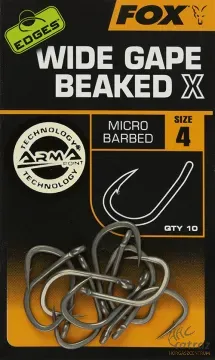 EDGES
FOX
WIDE GAPE
BEAKED X
MICRO
BARBED
SIZE
4
TECHNOLOGY
ARMA
POINT
TECHNOLOGY
QTY 10